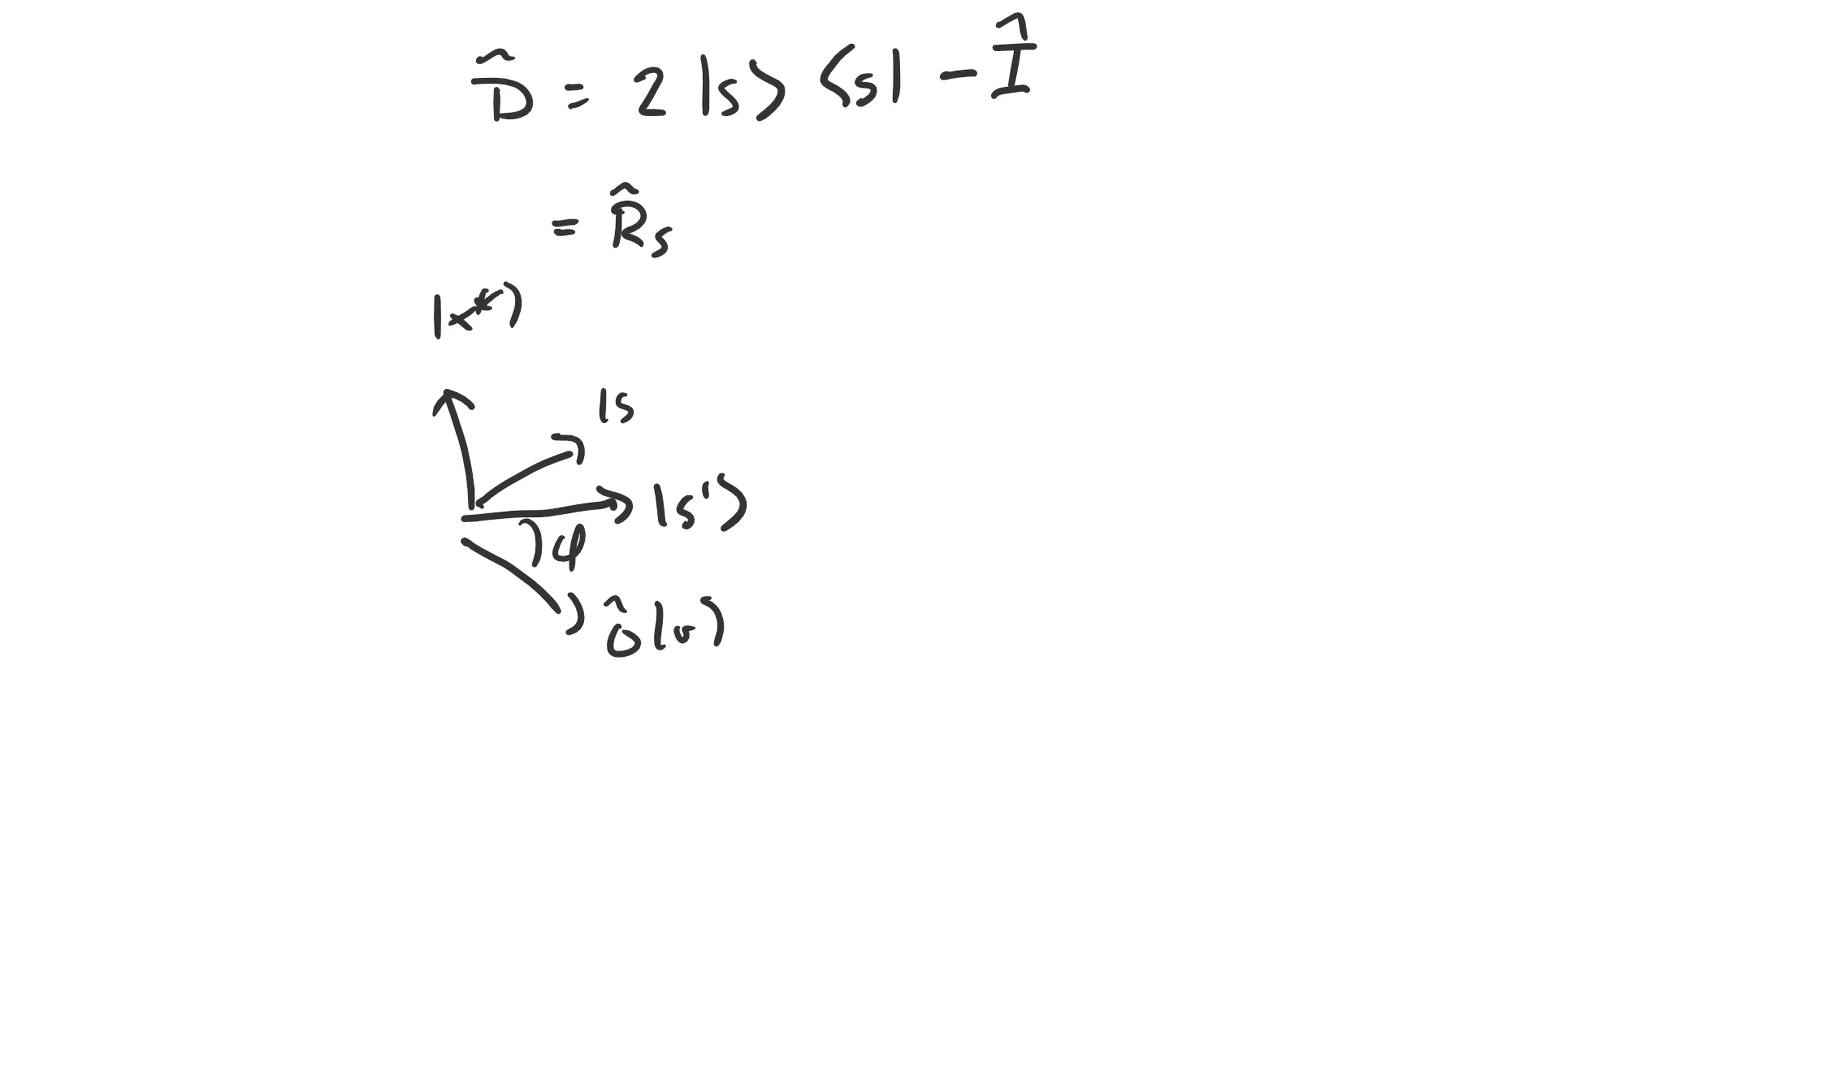 D̂ = 2 |s⟩ ⟨s| - Î
= R̂ₛ
|x*⟩
|s
|s'⟩
φ
ô|v⟩